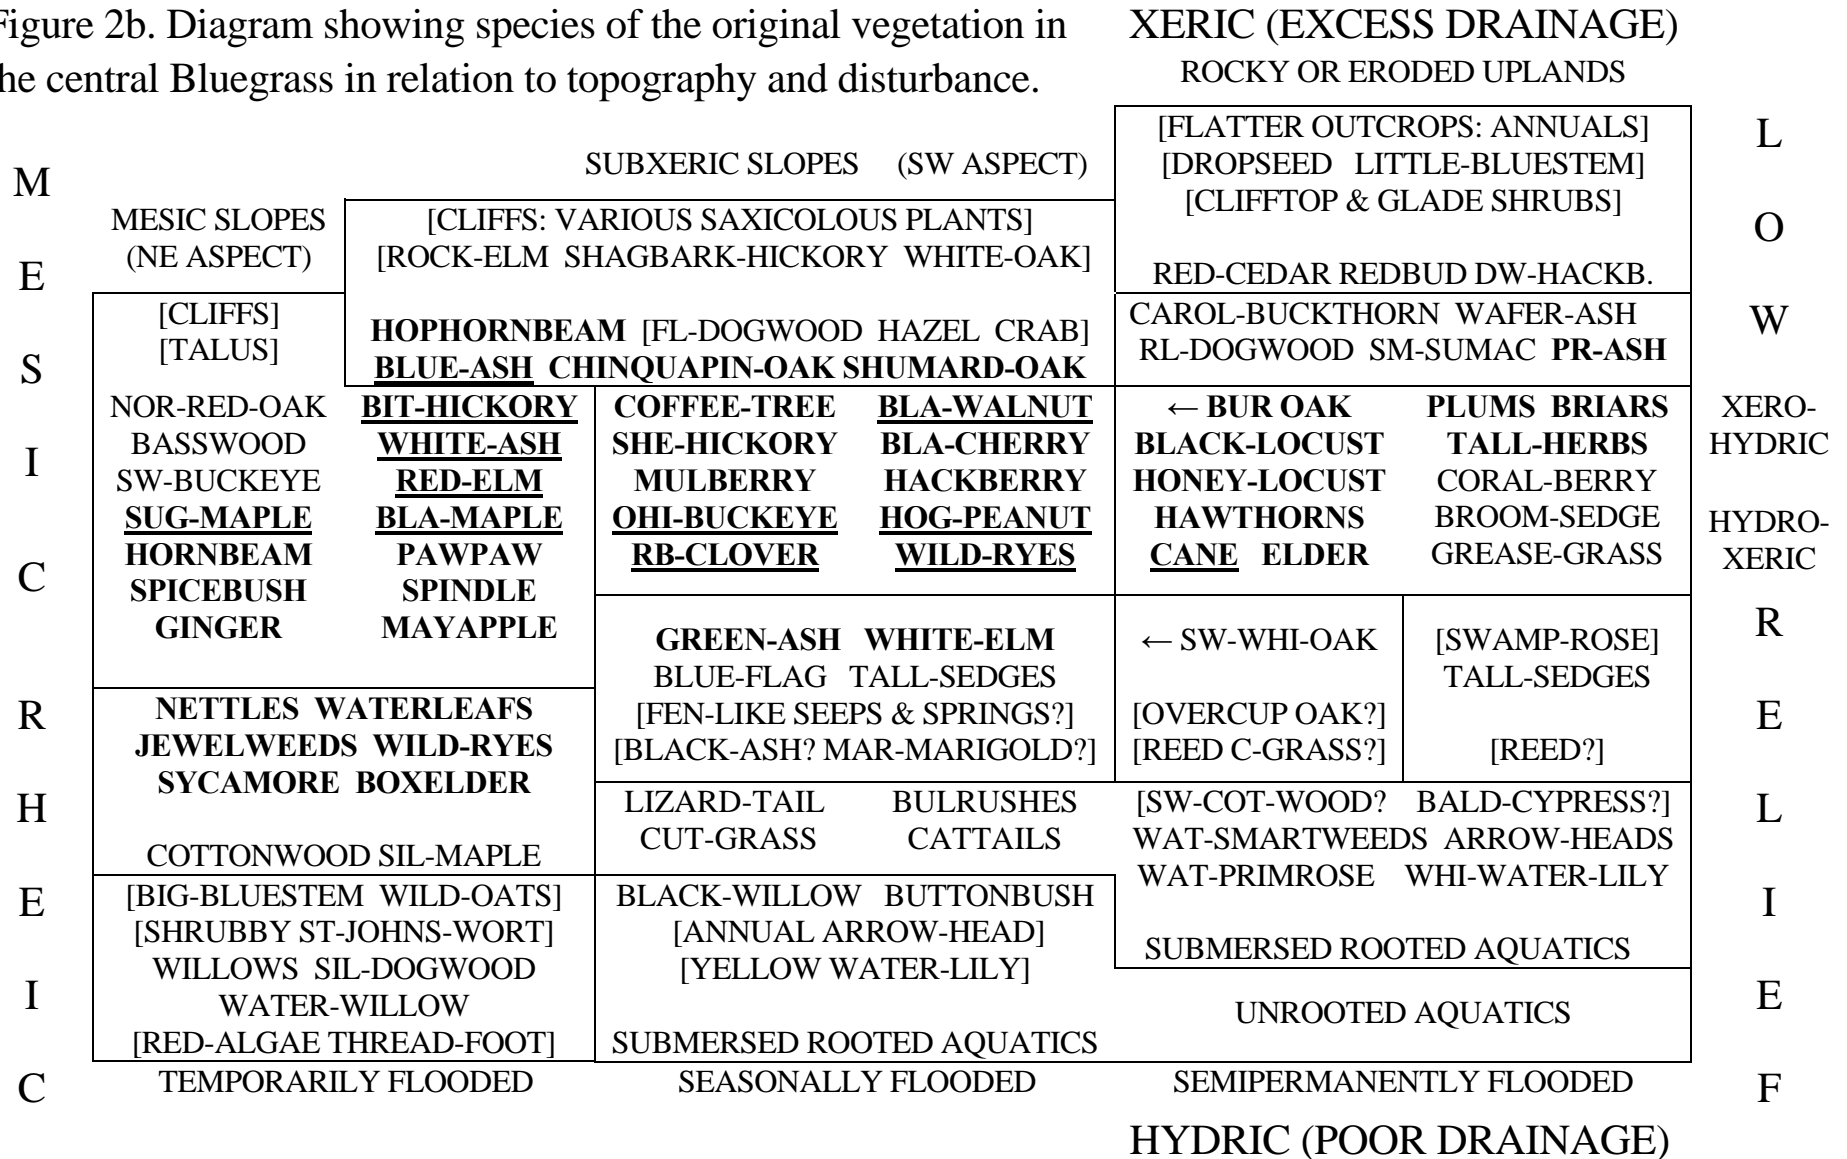 Figure 2b. Diagram showing species of the original vegetation in
the central Bluegrass in relation to topography and disturbance.
XERIC (EXCESS DRAINAGE)
ROCKY OR ERODED UPLANDS
[FLATTER OUTCROPS: ANNUALS]
[DROPSEED LITTLE-BLUESTEM]
[CLIFFTOP & GLADE SHRUBS]
RED-CEDAR REDBUD DW-HACKB.
SUBXERIC SLOPES (SW ASPECT)
[CLIFFS: VARIOUS SAXICOLOUS PLANTS]
[ROCK-ELM SHAGBARK-HICKORY WHITE-OAK]
HOPHORNBEAM [FL-DOGWOOD HAZEL CRAB]
BLUE-ASH CHINQUAPIN-OAK SHUMARD-OAK
CAROL-BUCKTHORN WAFER-ASH
RL-DOGWOOD SM-SUMAC PR-ASH
MESIC SLOPES
(NE ASPECT)
[CLIFFS]
[TALUS]
NOR-RED-OAK BIT-HICKORY
BASSWOOD WHITE-ASH
SW-BUCKEYE RED-ELM
SUG-MAPLE BLA-MAPLE
HORNBEAM PAWPAW
SPICEBUSH SPINDLE
GINGER MAYAPPLE
COFFEE-TREE BLA-WALNUT
SHE-HICKORY BLA-CHERRY
MULBERRY HACKBERRY
OHI-BUCKEYE HOG-PEANUT
RB-CLOVER WILD-RYES
← BUR OAK PLUMS BRIARS
BLACK-LOCUST TALL-HERBS
HONEY-LOCUST CORAL-BERRY
HAWTHORNS BROOM-SEDGE
CANE ELDER GREASE-GRASS
XERO-
HYDRIC
HYDRO-
XERIC
GREEN-ASH WHITE-ELM
BLUE-FLAG TALL-SEDGES
[FEN-LIKE SEEPS & SPRINGS?]
[BLACK-ASH? MAR-MARIGOLD?]
← SW-WHI-OAK
[OVERCUP OAK?]
[REED C-GRASS?]
[SWAMP-ROSE]
TALL-SEDGES
[REED?]
NETTLES WATERLEAFS
JEWELWEEDS WILD-RYES
SYCAMORE BOXELDER
COTTONWOOD SIL-MAPLE
LIZARD-TAIL BULRUSHES
CUT-GRASS CATTAILS
[SW-COT-WOOD? BALD-CYPRESS?]
WAT-SMARTWEEDS ARROW-HEADS
WAT-PRIMROSE WHI-WATER-LILY
SUBMERSED ROOTED AQUATICS
[BIG-BLUESTEM WILD-OATS]
[SHRUBBY ST-JOHNS-WORT]
WILLOWS SIL-DOGWOOD
WATER-WILLOW
[RED-ALGAE THREAD-FOOT]
BLACK-WILLOW BUTTONBUSH
[ANNUAL ARROW-HEAD]
[YELLOW WATER-LILY]
SUBMERSED ROOTED AQUATICS
UNROOTED AQUATICS
TEMPORARILY FLOODED
SEASONALLY FLOODED
SEMIPERMANENTLY FLOODED
HYDRIC (POOR DRAINAGE)
M
E
S
I
C
R
H
E
I
C
L
O
W
R
E
L
I
E
F